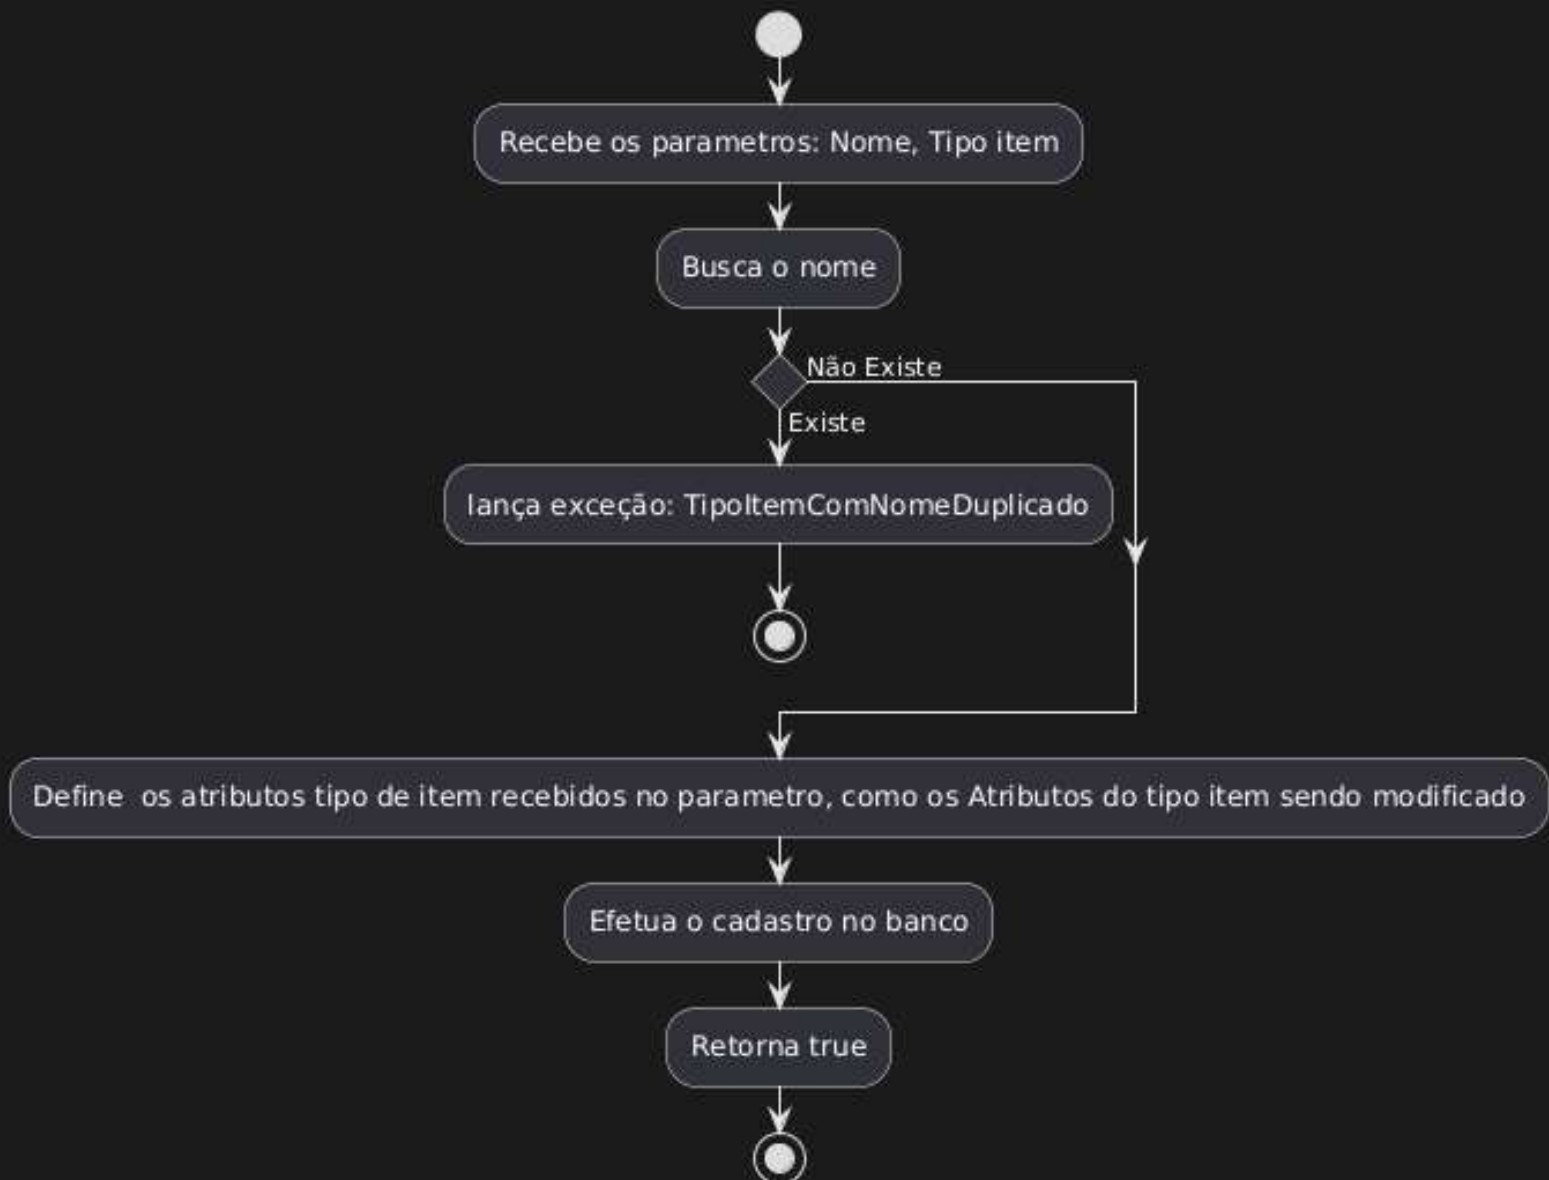 Recebe os parametros: Nome, Tipo item
Busca o nome
Não Existe
Existe
lança exceção: TipoItemComNomeDuplicado
Define  os atributos tipo de item recebidos no parametro, como os Atributos do tipo item sendo modificado
Efetua o cadastro no banco
Retorna true